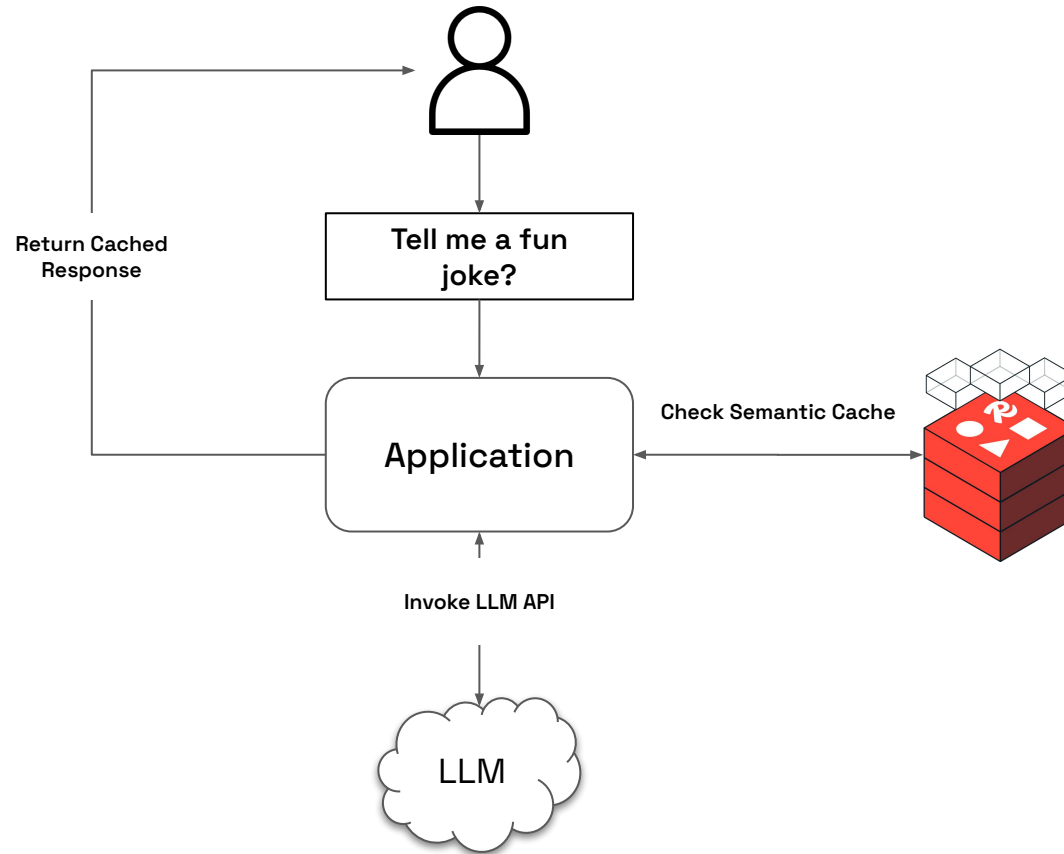 Tell me a fun
joke?
Return Cached
Response
Application
Check Semantic Cache
Invoke LLM API
LLM